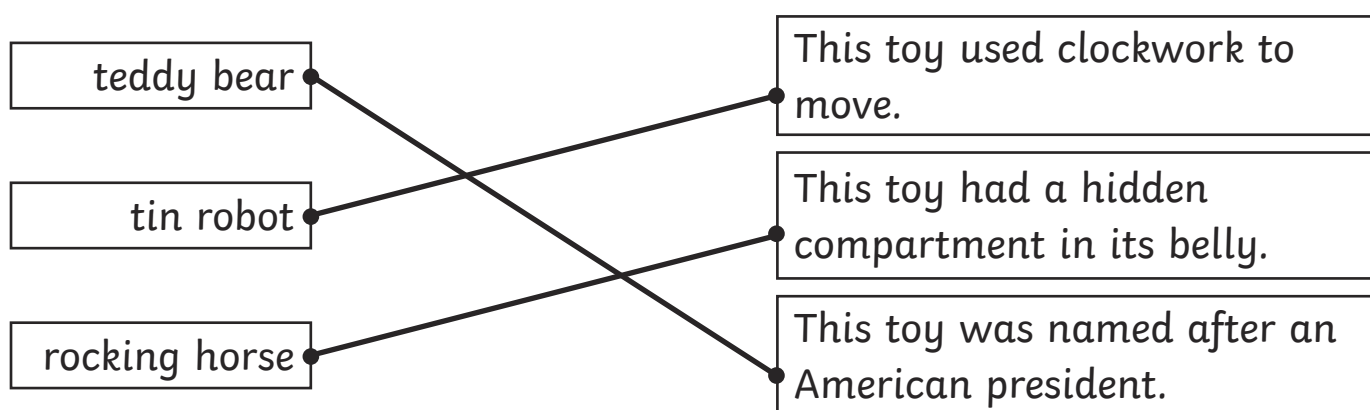 teddy bear
tin robot
rocking horse
This toy used clockwork to
move.
This toy had a hidden
compartment in its belly.
This toy was named after an
American president.